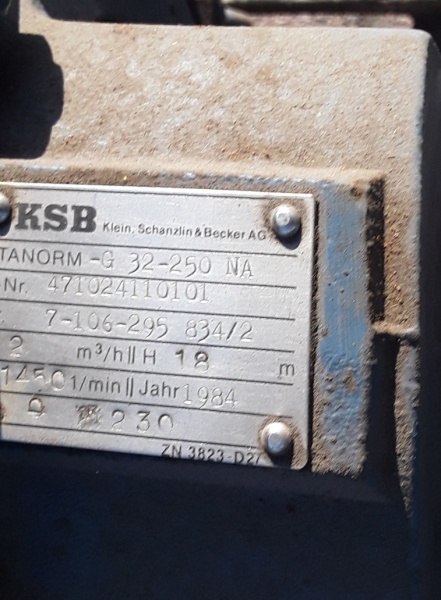 KSB Klein, Schanzlin & Becker AG
TANORM -G 32-250 NA
Nr. 471024110101
7-106-295 834/2
2 m³/h || H 18 m
1450 1/min || Jahr 1984
230
ZN 3823-D2/